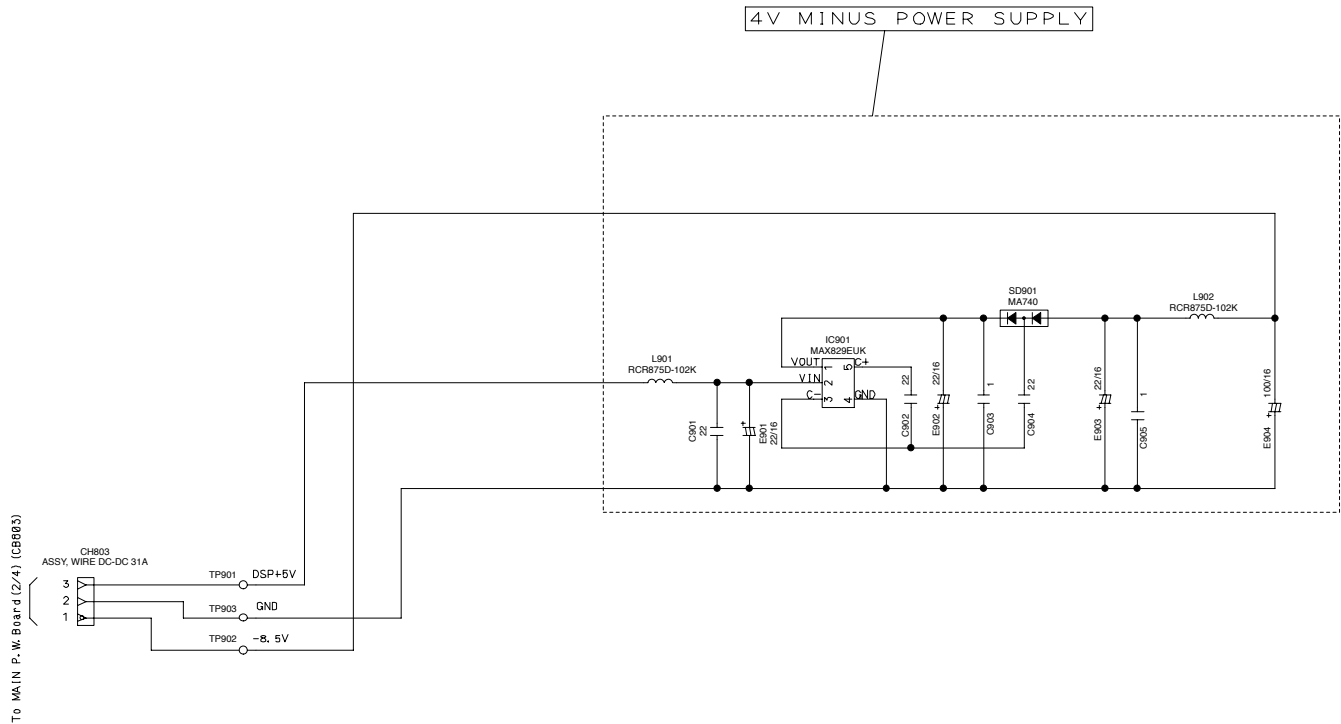 4V MINUS POWER SUPPLY
SD901
MA740
L902
RCR875D-102K
IC901
MAX829EUK
L901
RCR875D-102K
VOUT 1 5 C+
VIN 2
C- 3 4 GND
C901
22
E901
22/16
C902
22
E902
22/16
C903
1
C904
22
E903
22/16
C905
1
E904
100/16
To MAIN P.W.Board(2/4) (CB803)
CH803
ASSY, WIRE DC-DC 31A
3
2
1
TP901 DSP+5V
TP903 GND
TP902 -8.5V